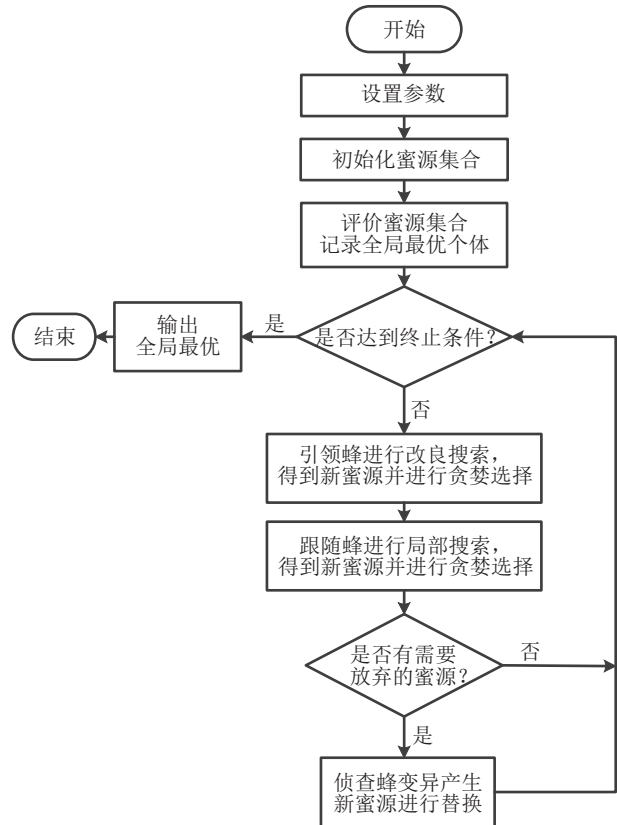 开始
设置参数
初始化蜜源集合
评价蜜源集合
记录全局最优个体
是否达到终止条件?
是
输出
全局最优
结束
否
引领蜂进行改良搜索,
得到新蜜源并进行贪婪选择
跟随蜂进行局部搜索,
得到新蜜源并进行贪婪选择
是否有需要
放弃的蜜源?
否
是
侦查蜂变异产生
新蜜源进行替换